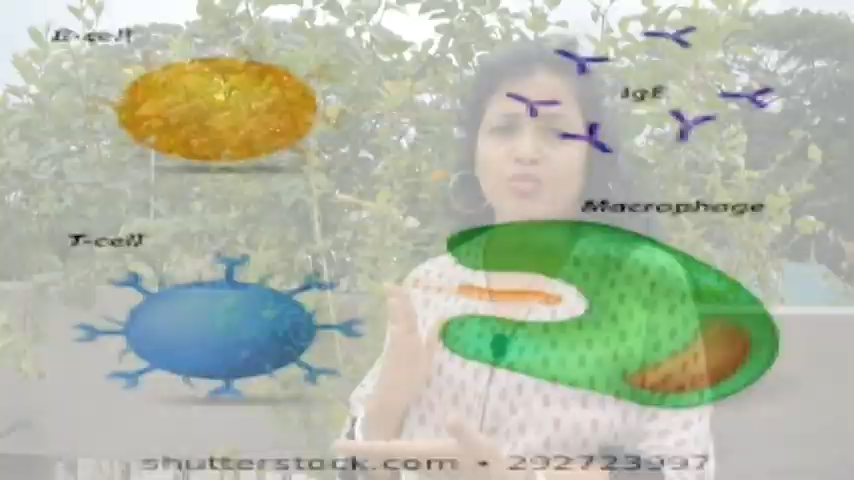 B-cell
IgE
Macrophage
T-cell
shutterstock.com • 292723997